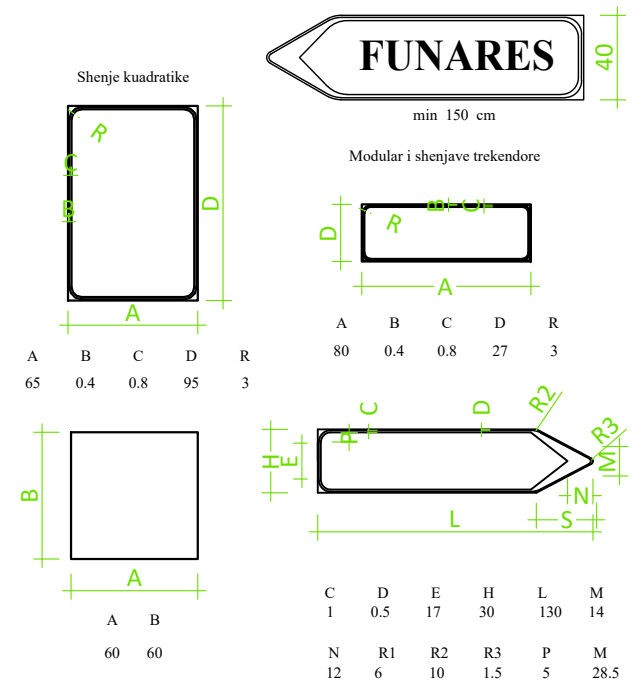 FUNARES
40
min 150 cm
Shenje kuadratike
R
C
B
D
A
A B C D R
65 0.4 0.8 95 3
Modular i shenjave trekendore
B C
D
R
A
A B C D R
80 0.4 0.8 27 3
B
A
A B
60 60
P C D R2 R3
H E M
N
L S
C D E H L M
1 0.5 17 30 130 14
N R1 R2 R3 P M
12 6 10 1.5 5 28.5